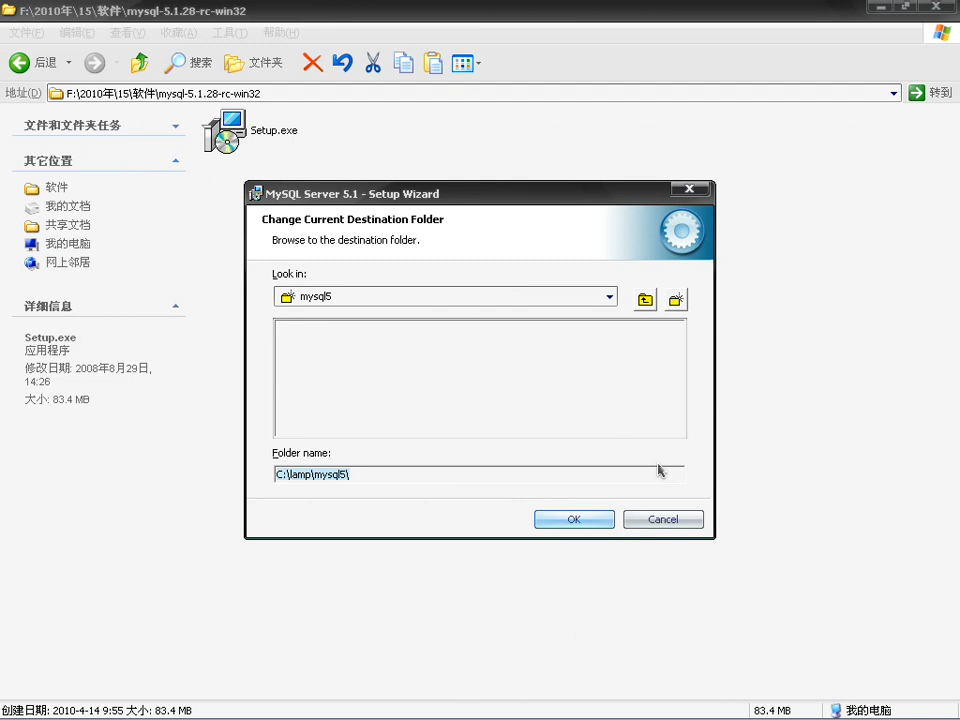 F:\2010年\15\软件\mysql-5.1.28-rc-win32
文件(F) 编辑(E) 查看(V) 收藏(A) 工具(T) 帮助(H)
后退 搜索 文件夹
地址(D) F:\2010年\15\软件\mysql-5.1.28-rc-win32 转到
文件和文件夹任务
Setup.exe
其它位置
软件
我的文档
共享文档
我的电脑
网上邻居
详细信息
Setup.exe
应用程序
修改日期: 2008年8月29日,
14:26
大小: 83.4 MB
MySQL Server 5.1 - Setup Wizard
Change Current Destination Folder
Browse to the destination folder.
Look in:
mysql5
Folder name:
C:\lamp\mysql5\
OK Cancel
创建日期: 2010-4-14 9:55 大小: 83.4 MB 83.4 MB 我的电脑